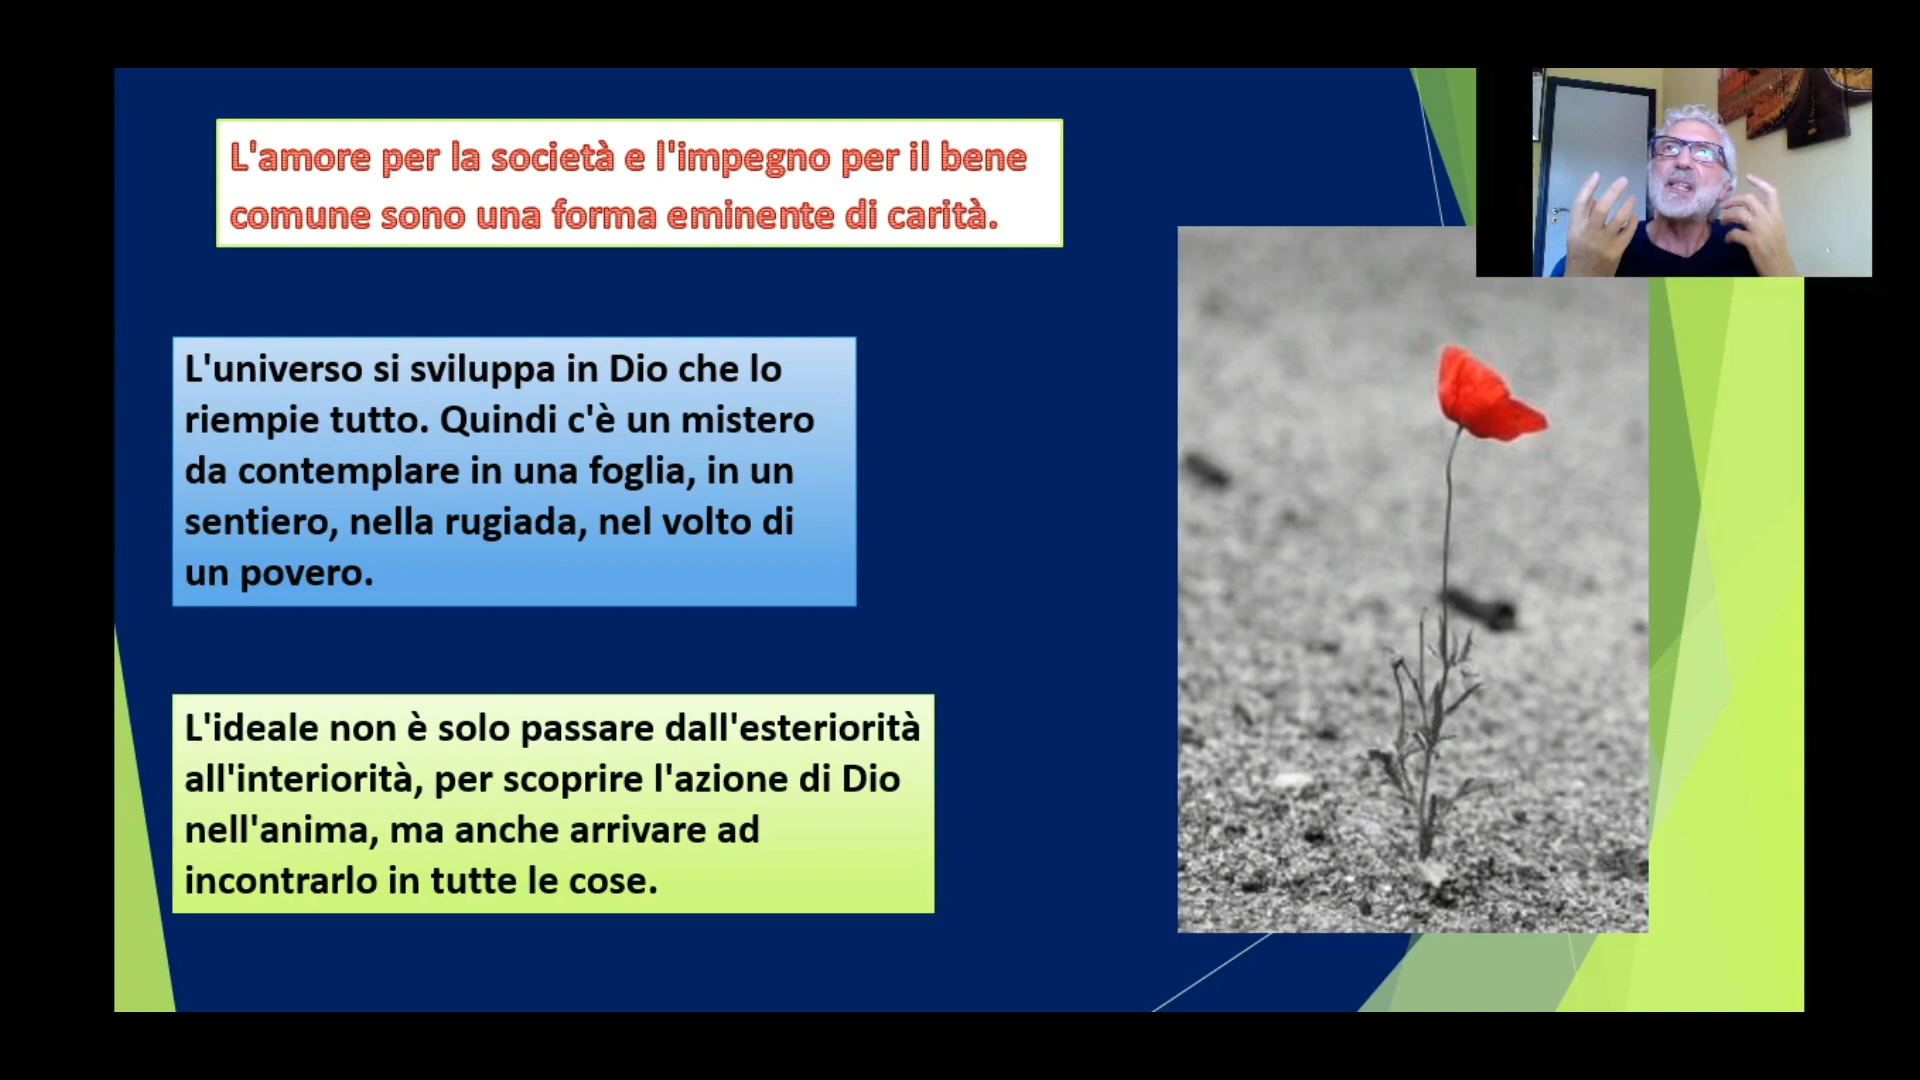 L'amore per la società e l'impegno per il bene
comune sono una forma eminente di carità.
L'universo si sviluppa in Dio che lo
riempie tutto. Quindi c'è un mistero
da contemplare in una foglia, in un
sentiero, nella rugiada, nel volto di
un povero.
L'ideale non è solo passare dall'esteriorità
all'interiorità, per scoprire l'azione di Dio
nell'anima, ma anche arrivare ad
incontrarlo in tutte le cose.